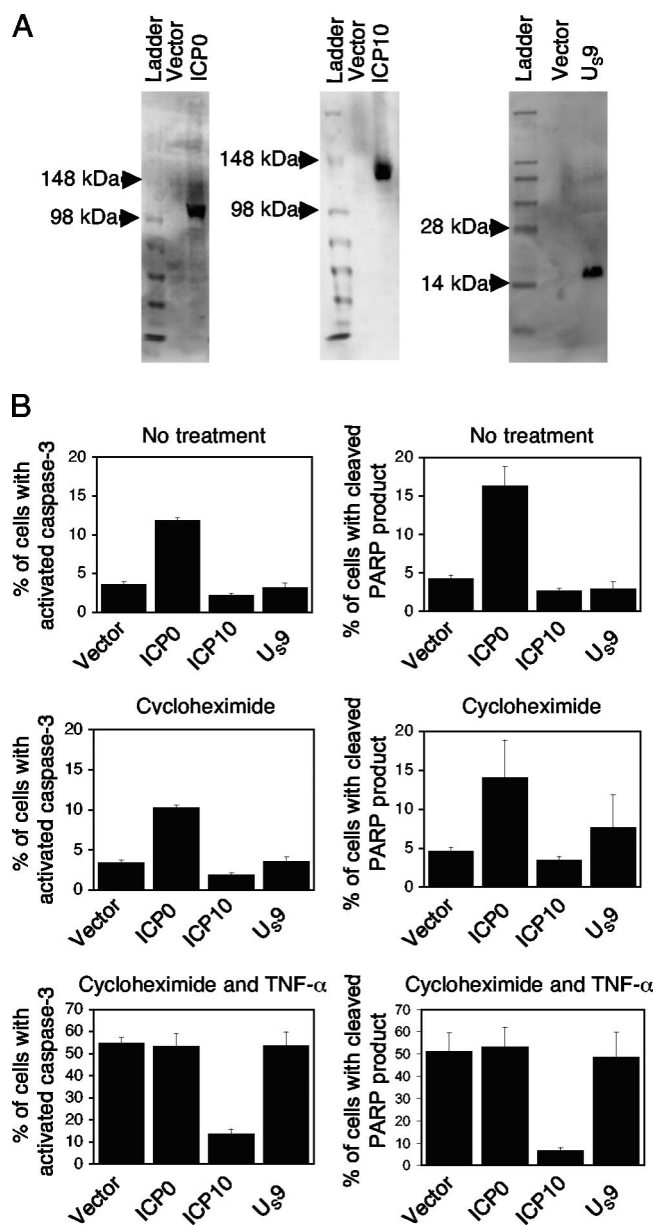 A
Ladder
Vector
ICP0
148 kDa
98 kDa
Ladder
Vector
ICP10
148 kDa
98 kDa
Ladder
Vector
US9
28 kDa
14 kDa
B
No treatment
% of cells with
activated caspase-3
20
15
10
5
0
Vector
ICP0
ICP10
US9
No treatment
% of cells with cleaved
PARP product
20
15
10
5
0
Vector
ICP0
ICP10
US9
Cycloheximide
% of cells with
activated caspase-3
20
15
10
5
0
Vector
ICP0
ICP10
US9
Cycloheximide
% of cells with cleaved
PARP product
20
15
10
5
0
Vector
ICP0
ICP10
US9
Cycloheximide and TNF-α
% of cells with
activated caspase-3
70
60
50
40
30
20
10
0
Vector
ICP0
ICP10
US9
Cycloheximide and TNF-α
% of cells with cleaved
PARP product
70
60
50
40
30
20
10
0
Vector
ICP0
ICP10
US9